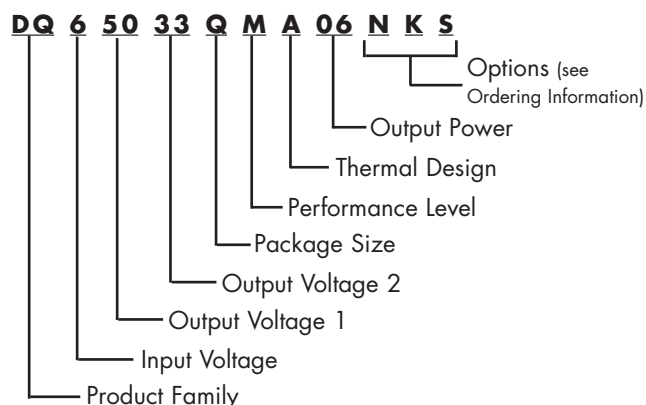 DQ 6 50 33 Q M A 06 N K S
Options (see
Ordering Information)
Output Power
Thermal Design
Performance Level
Package Size
Output Voltage 2
Output Voltage 1
Input Voltage
Product Family